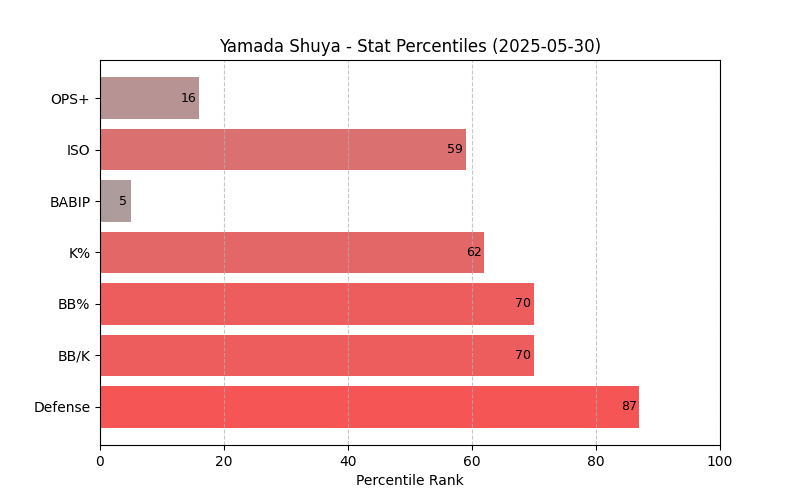 Yamada Shuya - Stat Percentiles (2025-05-30)
OPS+ 16
ISO 59
BABIP 5
K% 62
BB% 70
BB/K 70
Defense 87
0 20 40 60 80 100
Percentile Rank